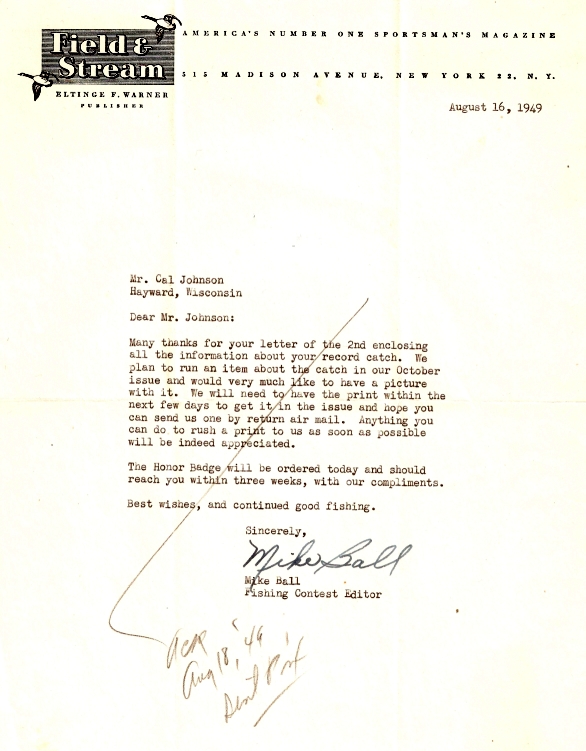 Field &
Stream
AMERICA'S NUMBER ONE SPORTSMAN'S MAGAZINE
515 MADISON AVENUE, NEW YORK 22, N. Y.
ELTINGE F. WARNER
PUBLISHER
August 16, 1949
Mr. Cal Johnson
Hayward, Wisconsin
Dear Mr. Johnson:
Many thanks for your letter of the 2nd enclosing
all the information about your record catch. We
plan to run an item about the catch in our October
issue and would very much like to have a picture
with it. We will need to have the print within the
next few days to get it in the issue and hope you
can send us one by return air mail. Anything you
can do to rush a print to us as soon as possible
will be indeed appreciated.
The Honor Badge will be ordered today and should
reach you within three weeks, with our compliments.
Best wishes, and continued good fishing.
Sincerely,
Mike Ball
Mike Ball
Fishing Contest Editor
Aug 18, '49
Sent